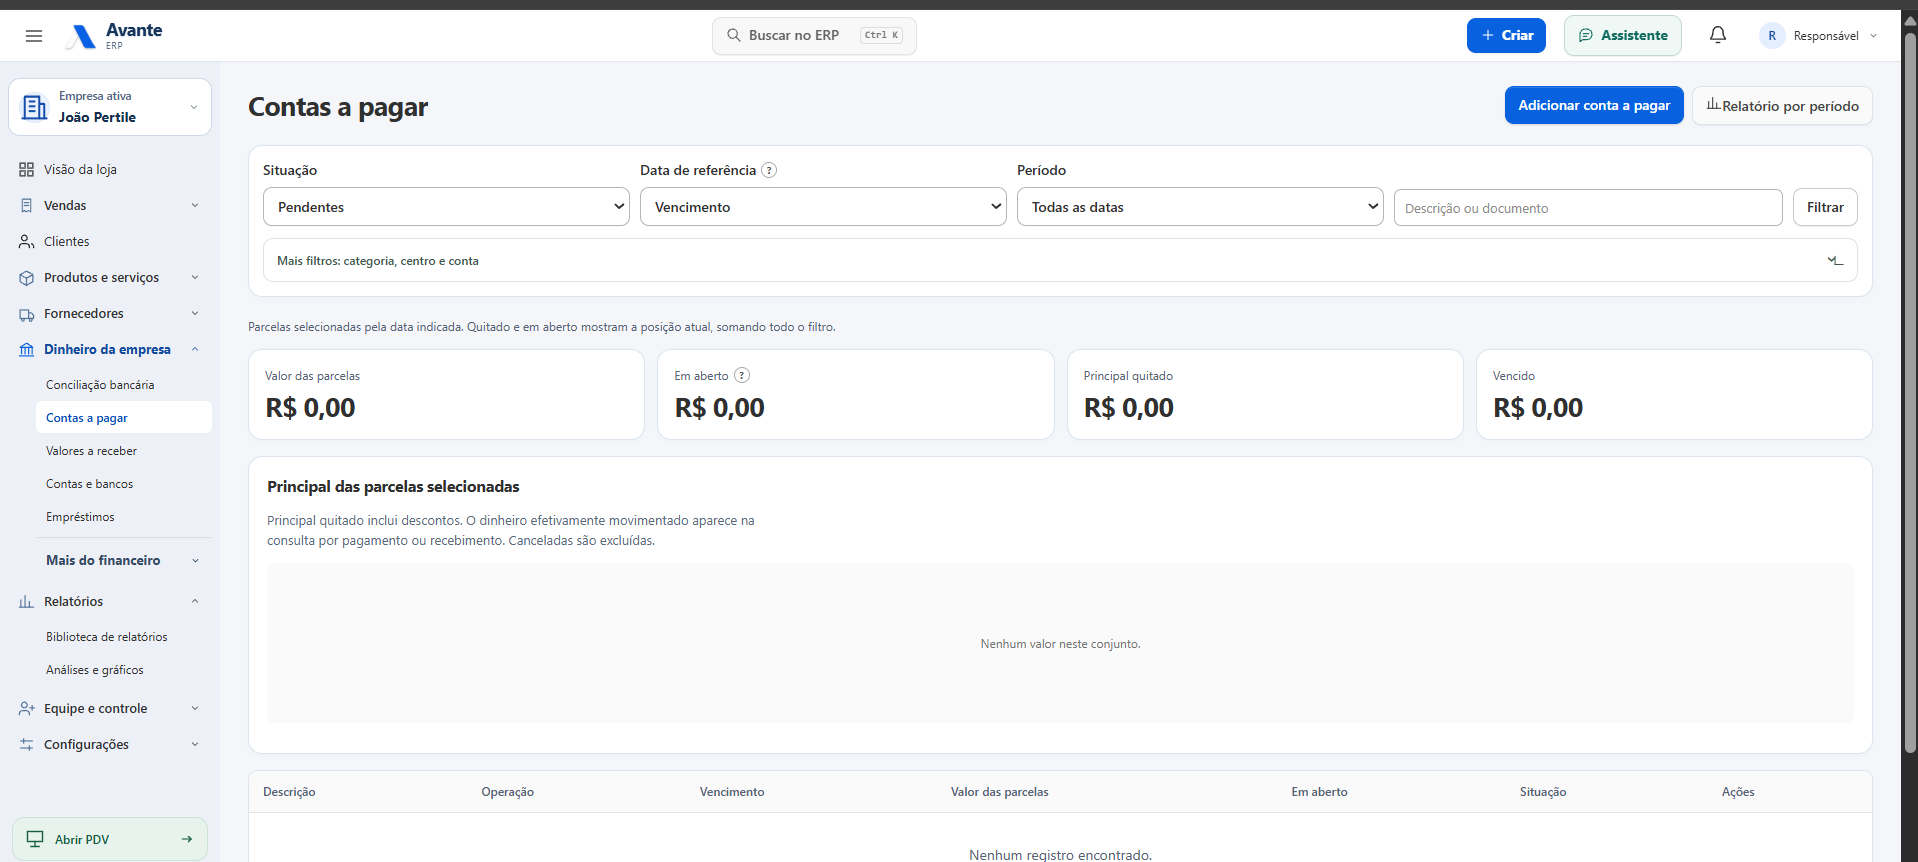 Avante
ERP
Buscar no ERP
Ctrl K
+ Criar
Assistente
R
Responsável
Empresa ativa
João Pertile
Visão da loja
Vendas
Clientes
Produtos e serviços
Fornecedores
Dinheiro da empresa
Conciliação bancária
Contas a pagar
Valores a receber
Contas e bancos
Empréstimos
Mais do financeiro
Relatórios
Biblioteca de relatórios
Análises e gráficos
Equipe e controle
Configurações
Abrir PDV
Contas a pagar
Adicionar conta a pagar
Relatório por período
Situação
Data de referência ?
Período
Pendentes
Vencimento
Todas as datas
Descrição ou documento
Filtrar
Mais filtros: categoria, centro e conta
Parcelas selecionadas pela data indicada. Quitado e em aberto mostram a posição atual, somando todo o filtro.
Valor das parcelas
R$ 0,00
Em aberto ?
R$ 0,00
Principal quitado
R$ 0,00
Vencido
R$ 0,00
Principal das parcelas selecionadas
Principal quitado inclui descontos. O dinheiro efetivamente movimentado aparece na
consulta por pagamento ou recebimento. Canceladas são excluídas.
Nenhum valor neste conjunto.
Descrição Operação Vencimento Valor das parcelas Em aberto Situação Ações
Nenhum registro encontrado.